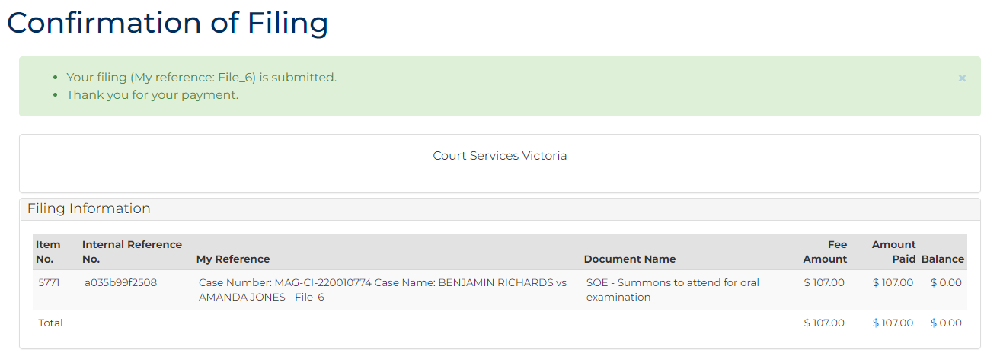 Confirmation of Filing
• Your filing (My reference: File_6) is submitted.
×
• Thank you for your payment.
Court Services Victoria
Filing Information
Item No. Internal Reference No. My Reference Document Name Fee Amount Amount Paid Balance
5771 a035b99f2508 Case Number: MAG-CI-220010774 Case Name: BENJAMIN RICHARDS vs SOE - Summons to attend for oral $ 107.00 $ 107.00 $ 0.00
AMANDA JONES - File_6 examination
Total $ 107.00 $ 107.00 $ 0.00